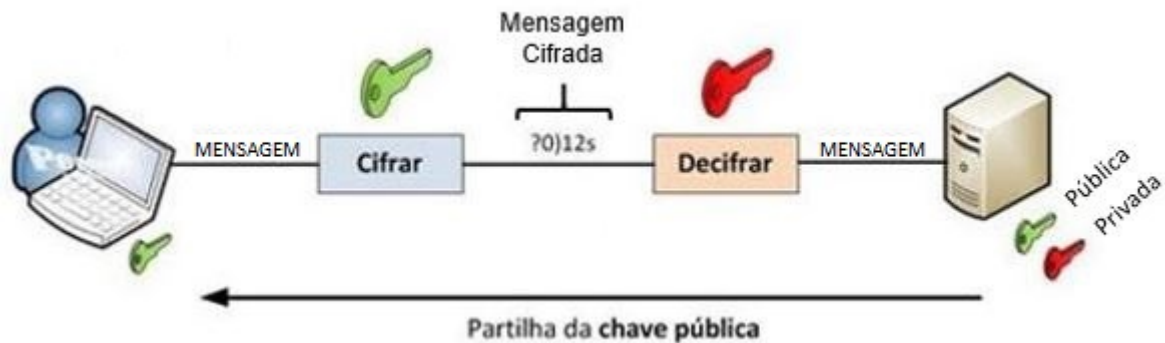 Mensagem
Cifrada
MENSAGEM
Cifrar
?0)12s
Decifrar
MENSAGEM
Pública
Privada
Partilha da chave pública